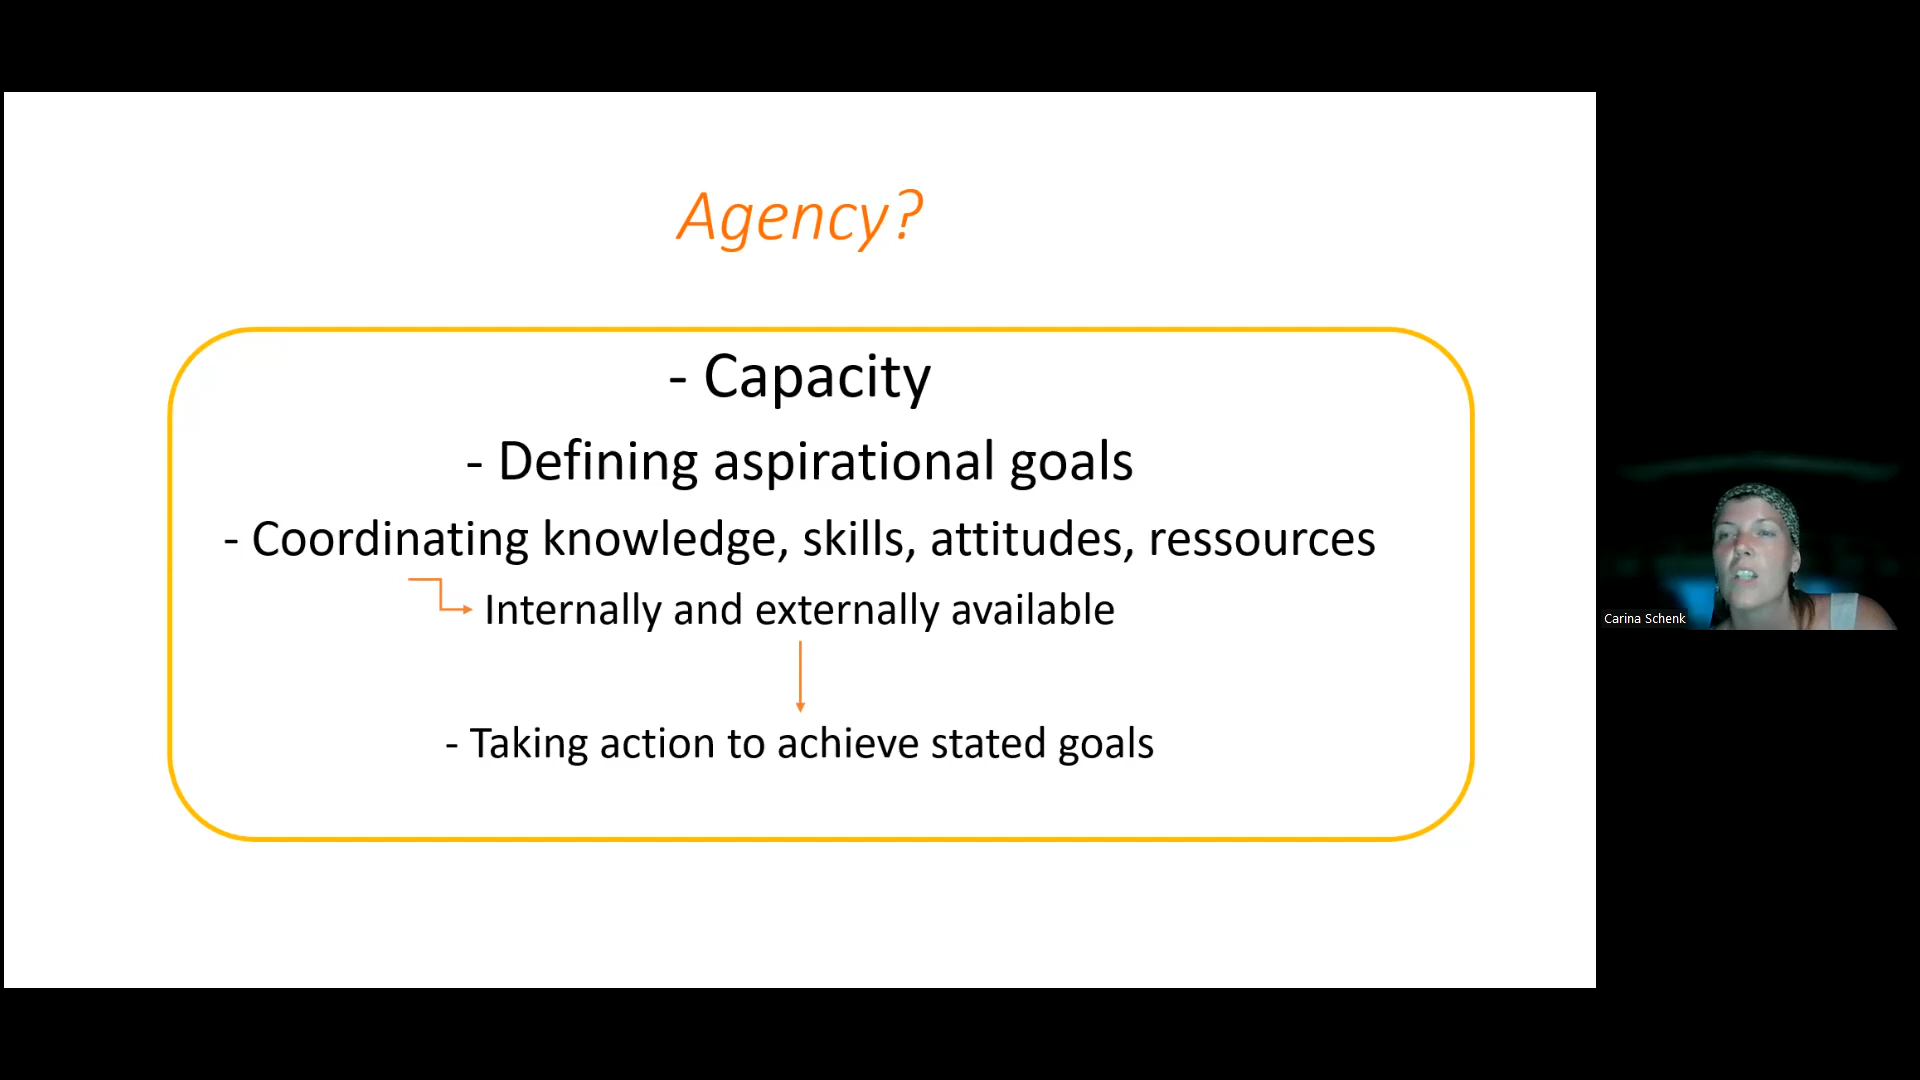 Agency?
- Capacity
- Defining aspirational goals
- Coordinating knowledge, skills, attitudes, ressources
Internally and externally available
- Taking action to achieve stated goals
Carina Schenk